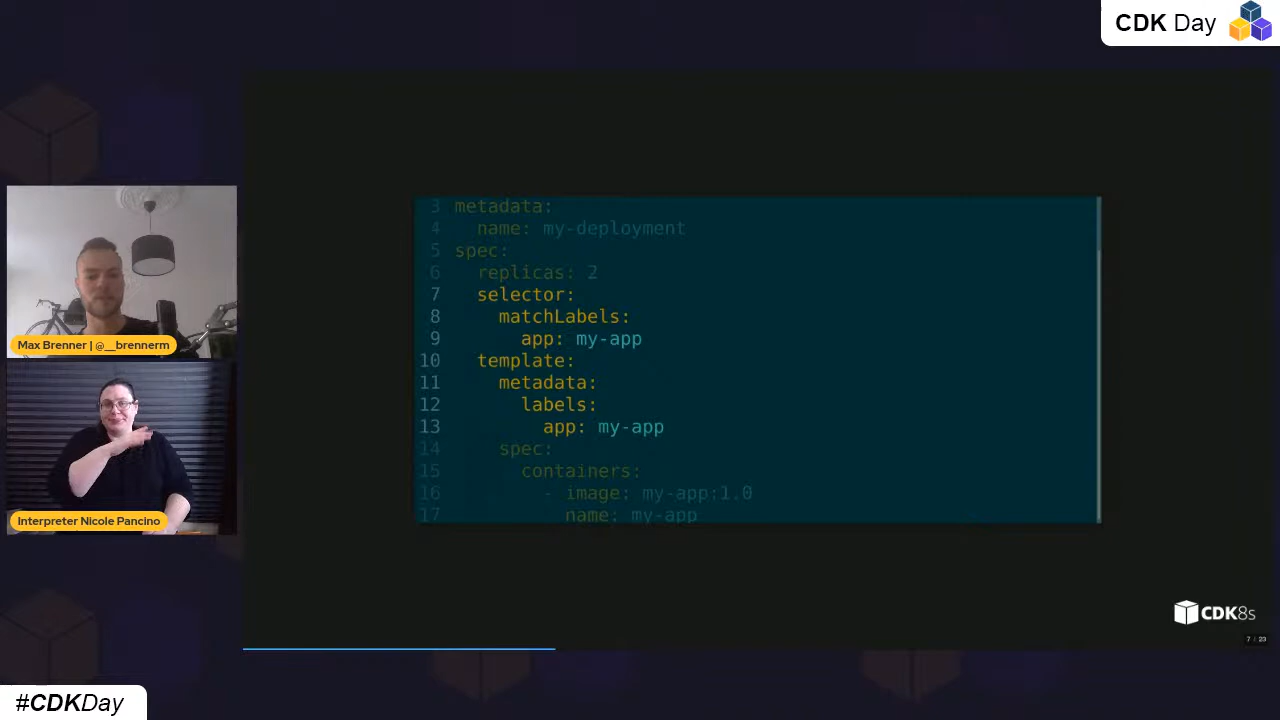 CDK Day
3 metadata:
4 name: my-deployment
5 spec:
6 replicas: 2
7 selector:
8 matchLabels:
9 app: my-app
10 template:
11 metadata:
12 labels:
13 app: my-app
14 spec:
15 containers:
16 - image: my-app:1.0
17 name: my-app
Max Brenner | @__brennerm
Interpreter Nicole Pancino
CDK8s
7 / 23
#CDKDay